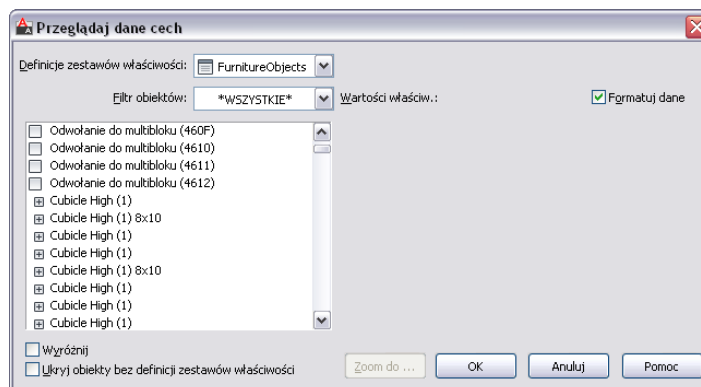 Przeglądaj dane cech
Definicje zestawów właściwości: FurnitureObjects
Filtr obiektów: *WSZYSTKIE* Wartości właściw.: Formatuj dane
Odwołanie do multibloku (460F)
Odwołanie do multibloku (4610)
Odwołanie do multibloku (4611)
Odwołanie do multibloku (4612)
Cubicle High (1)
Cubicle High (1) 8x10
Cubicle High (1)
Cubicle High (1)
Cubicle High (1) 8x10
Cubicle High (1)
Cubicle High (1)
Cubicle High (1)
Wyróżnij
Ukryj obiekty bez definicji zestawów właściwości
Zoom do ... OK Anuluj Pomoc